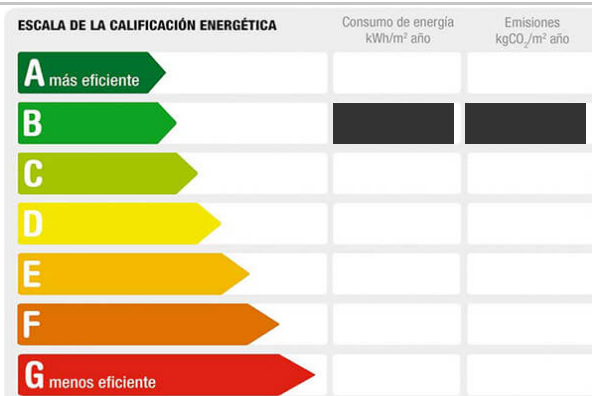 ESCALA DE LA CALIFICACIÓN ENERGÉTICA
Consumo de energía
kWh/m² año
Emisiones
kgCO₂/m² año
A más eficiente
B
C
D
E
F
G menos eficiente